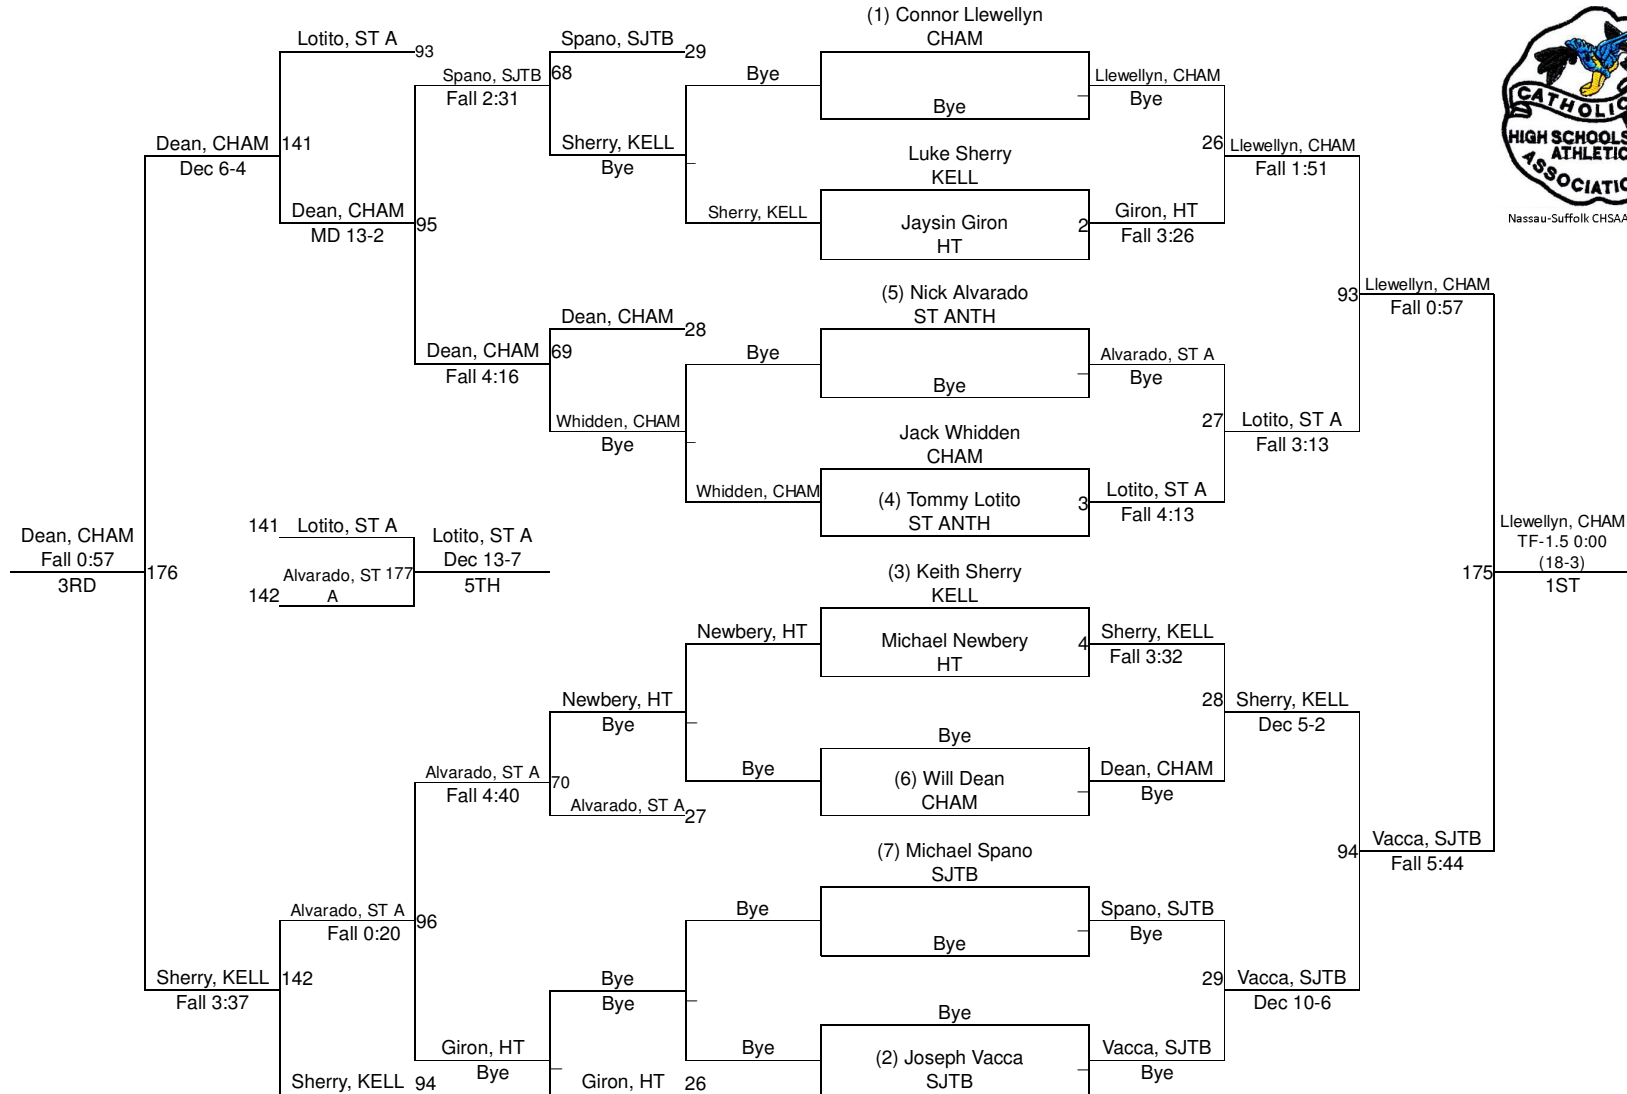 (1) Connor Llewellyn
CHAM
Lotito, ST A
93
Spano, SJTB
29
Spano, SJTB
68
Fall 2:31
Bye
Llewellyn, CHAM
Bye
Bye
CATHOLIC
HIGH SCHOOLS
ATHLETIC
ASSOCIATIO
Nassau-Suffolk CHSAA
Dean, CHAM
141
Dec 6-4
Sherry, KELL
Bye
Luke Sherry
KELL
26
Llewellyn, CHAM
Fall 1:51
Dean, CHAM
95
MD 13-2
Sherry, KELL
Jaysin Giron
HT
2
Giron, HT
Fall 3:26
(5) Nick Alvarado
ST ANTH
93
Llewellyn, CHAM
Fall 0:57
Dean, CHAM
28
Dean, CHAM
69
Fall 4:16
Bye
Alvarado, ST A
Bye
Bye
Whidden, CHAM
Bye
Jack Whidden
CHAM
27
Lotito, ST A
Fall 3:13
Whidden, CHAM
(4) Tommy Lotito
ST ANTH
3
Lotito, ST A
Fall 4:13
Dean, CHAM
Fall 0:57
3RD
176
141
Lotito, ST A
Lotito, ST A
Dec 13-7
5TH
Alvarado, ST
A
177
142
175
Llewellyn, CHAM
TF-1.5 0:00
(18-3)
1ST
(3) Keith Sherry
KELL
Newbery, HT
Michael Newbery
HT
4
Sherry, KELL
Fall 3:32
Newbery, HT
Bye
28
Sherry, KELL
Dec 5-2
Bye
Alvarado, ST A
70
Fall 4:40
Bye
(6) Will Dean
CHAM
Dean, CHAM
Bye
Alvarado, ST A
27
(7) Michael Spano
SJTB
94
Vacca, SJTB
Fall 5:44
Alvarado, ST A
96
Fall 0:20
Bye
Spano, SJTB
Bye
Bye
Sherry, KELL
142
Fall 3:37
Bye
Bye
29
Vacca, SJTB
Dec 10-6
Bye
Giron, HT
Bye
Bye
(2) Joseph Vacca
SJTB
Vacca, SJTB
Bye
Sherry, KELL
94
Giron, HT
26